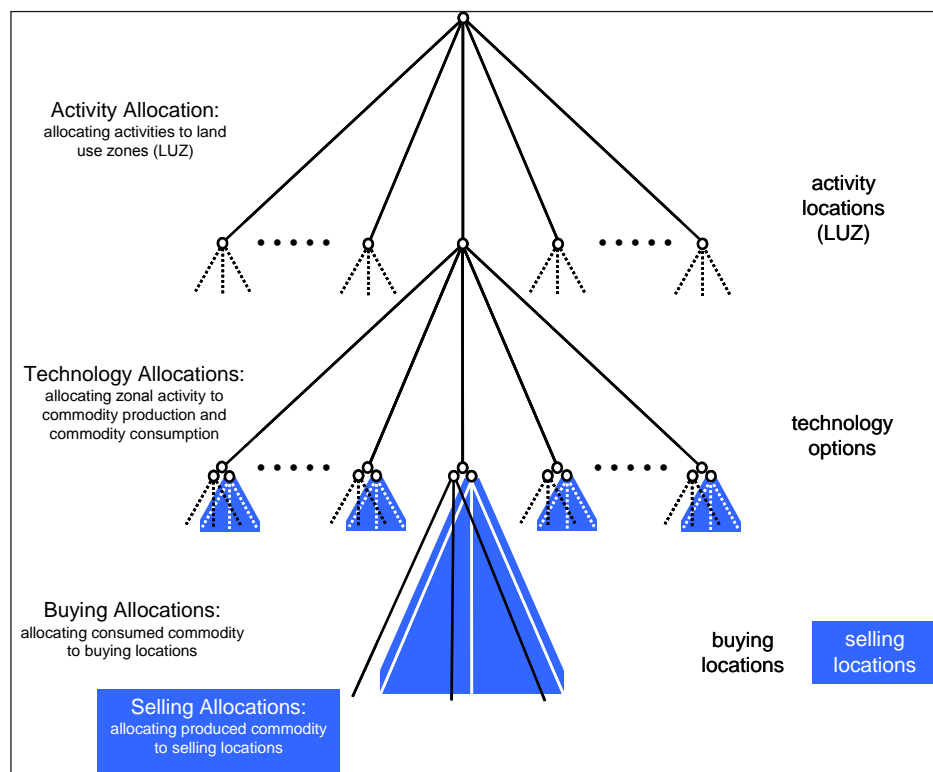 Activity Allocation:
allocating activities to land
use zones (LUZ)
activity
locations
(LUZ)
Technology Allocations:
allocating zonal activity to
commodity production and
commodity consumption
technology
options
Buying Allocations:
allocating consumed commodity
to buying locations
buying
locations
selling
locations
Selling Allocations:
allocating produced commodity
to selling locations